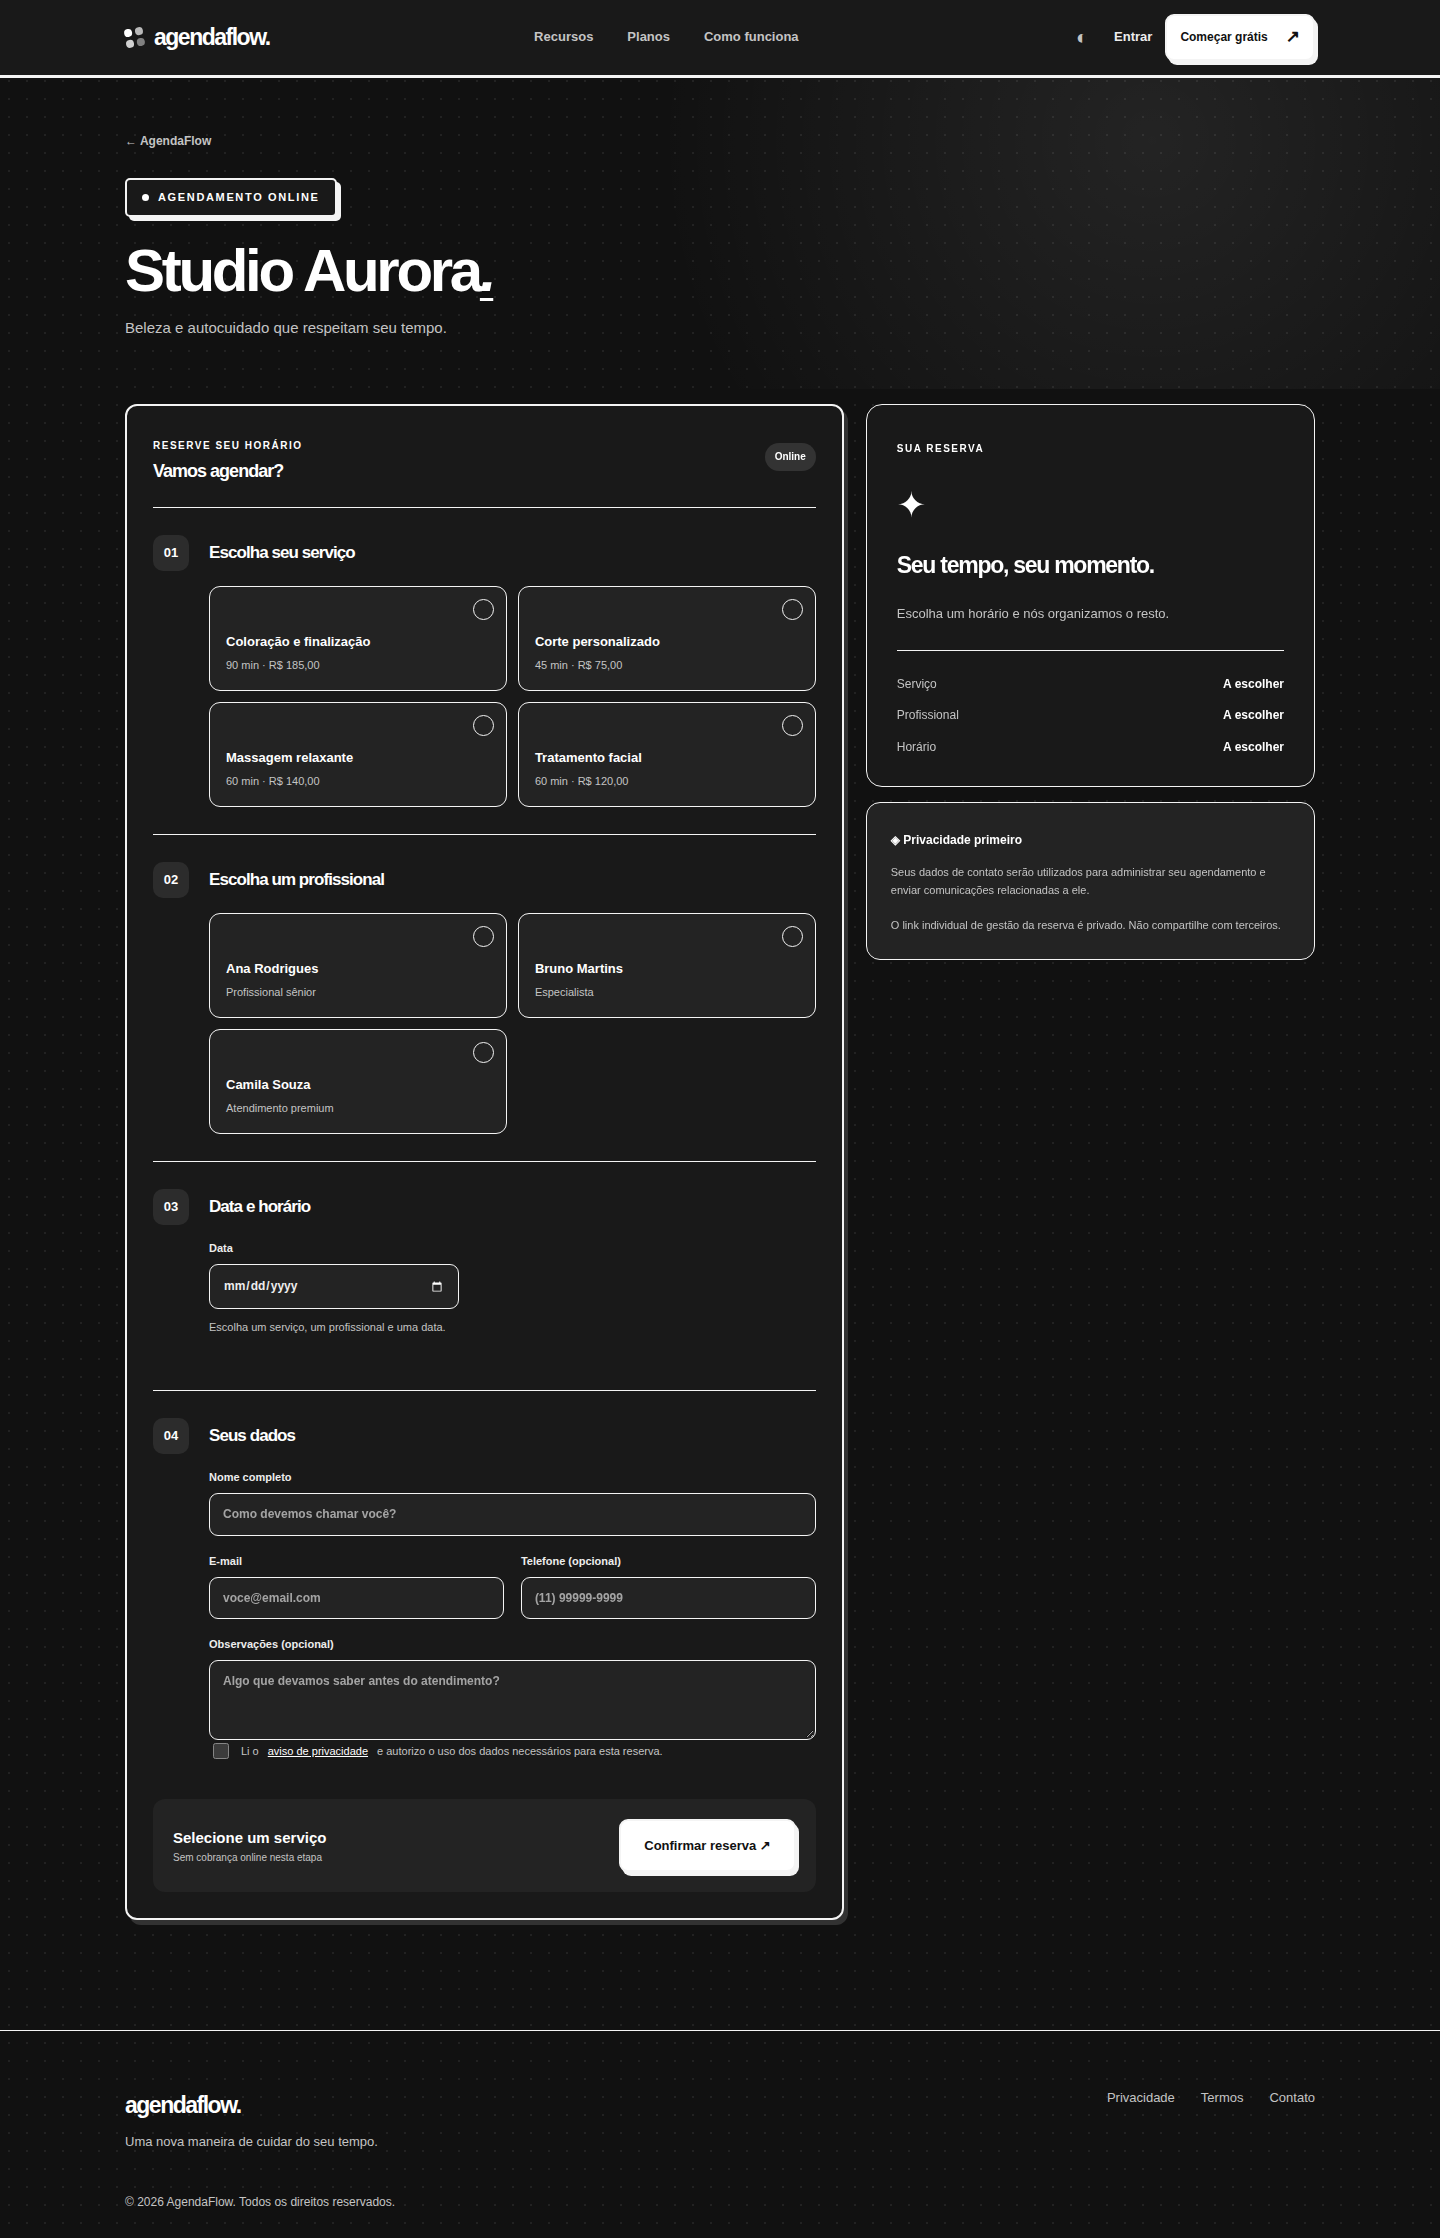 agendaflow.
Recursos
Planos
Como funciona
Entrar
Começar grátis ↗
← AgendaFlow
AGENDAMENTO ONLINE
Studio Aurora.
Beleza e autocuidado que respeitam seu tempo.
RESERVE SEU HORÁRIO
Vamos agendar?
Online
01
Escolha seu serviço
Coloração e finalização
90 min · R$ 185,00
Corte personalizado
45 min · R$ 75,00
Massagem relaxante
60 min · R$ 140,00
Tratamento facial
60 min · R$ 120,00
02
Escolha um profissional
Ana Rodrigues
Profissional sênior
Bruno Martins
Especialista
Camila Souza
Atendimento premium
03
Data e horário
Data
mm/dd/yyyy
Escolha um serviço, um profissional e uma data.
04
Seus dados
Nome completo
Como devemos chamar você?
E-mail
voce@email.com
Telefone (opcional)
(11) 99999-9999
Observações (opcional)
Algo que devamos saber antes do atendimento?
Li o aviso de privacidade e autorizo o uso dos dados necessários para esta reserva.
Selecione um serviço
Sem cobrança online nesta etapa
Confirmar reserva ↗
SUA RESERVA
Seu tempo, seu momento.
Escolha um horário e nós organizamos o resto.
Serviço A escolher
Profissional A escolher
Horário A escolher
◈ Privacidade primeiro
Seus dados de contato serão utilizados para administrar seu agendamento e
enviar comunicações relacionadas a ele.
O link individual de gestão da reserva é privado. Não compartilhe com terceiros.
agendaflow.
Uma nova maneira de cuidar do seu tempo.
Privacidade
Termos
Contato
© 2026 AgendaFlow. Todos os direitos reservados.